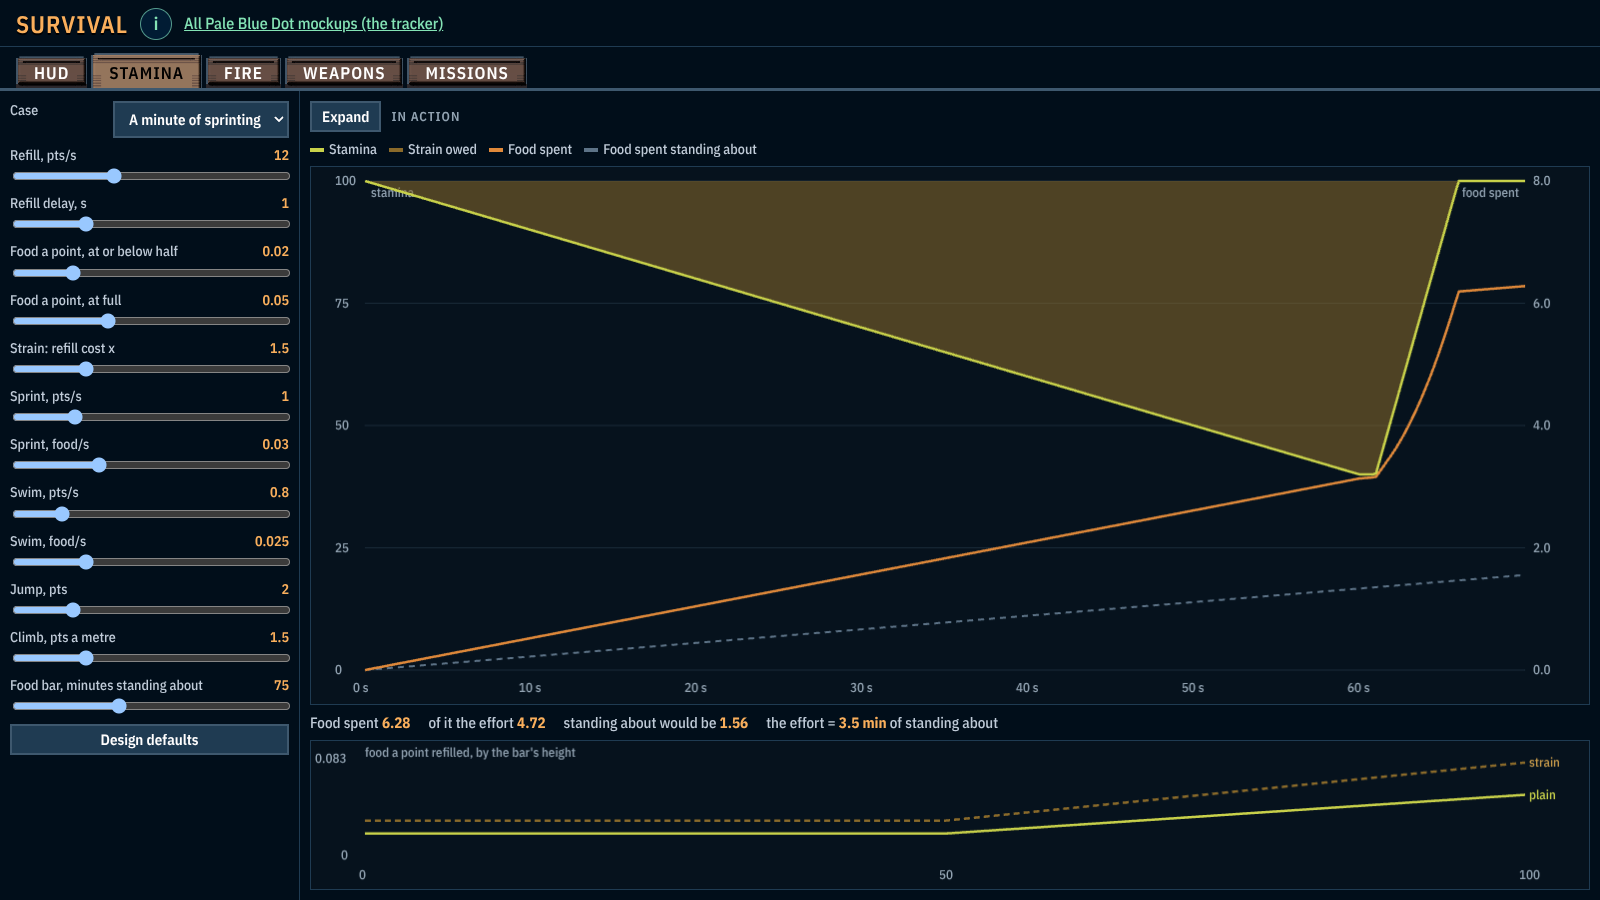 SURVIVAL i All Pale Blue Dot mockups (the tracker)
HUD STAMINA FIRE WEAPONS MISSIONS
Case A minute of sprinting
Refill, pts/s 12
Refill delay, s 1
Food a point, at or below half 0.02
Food a point, at full 0.05
Strain: refill cost x 1.5
Sprint, pts/s 1
Sprint, food/s 0.03
Swim, pts/s 0.8
Swim, food/s 0.025
Jump, pts 2
Climb, pts a metre 1.5
Food bar, minutes standing about 75
Design defaults
Expand IN ACTION
Stamina Strain owed Food spent Food spent standing about
100 8.0
stamina food spent
75 6.0
50 4.0
25 2.0
0 0.0
0 s 10 s 20 s 30 s 40 s 50 s 60 s
Food spent 6.28 of it the effort 4.72 standing about would be 1.56 the effort = 3.5 min of standing about
food a point refilled, by the bar's height
0.083
strain
plain
0
0 50 100